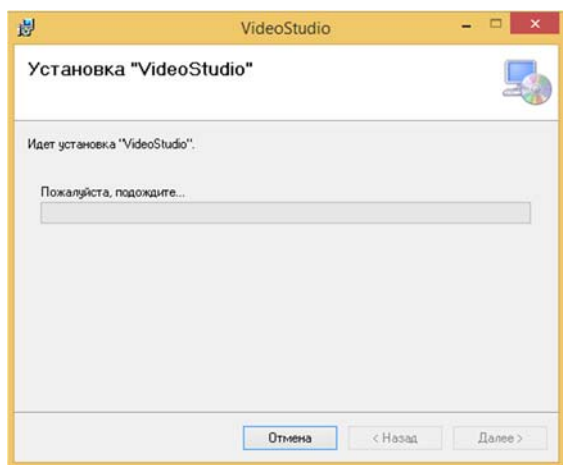 VideoStudio
Установка "VideoStudio"
Идет установка "VideoStudio".
Пожалуйста, подождите...
Отмена
< Назад
Далее >